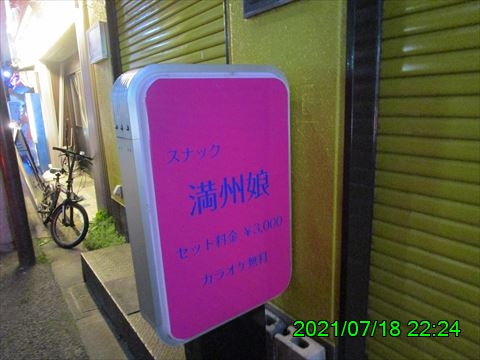 スナック
満州娘
セット料金 ¥3,000
カラオケ無料
2021/07/18 22:24